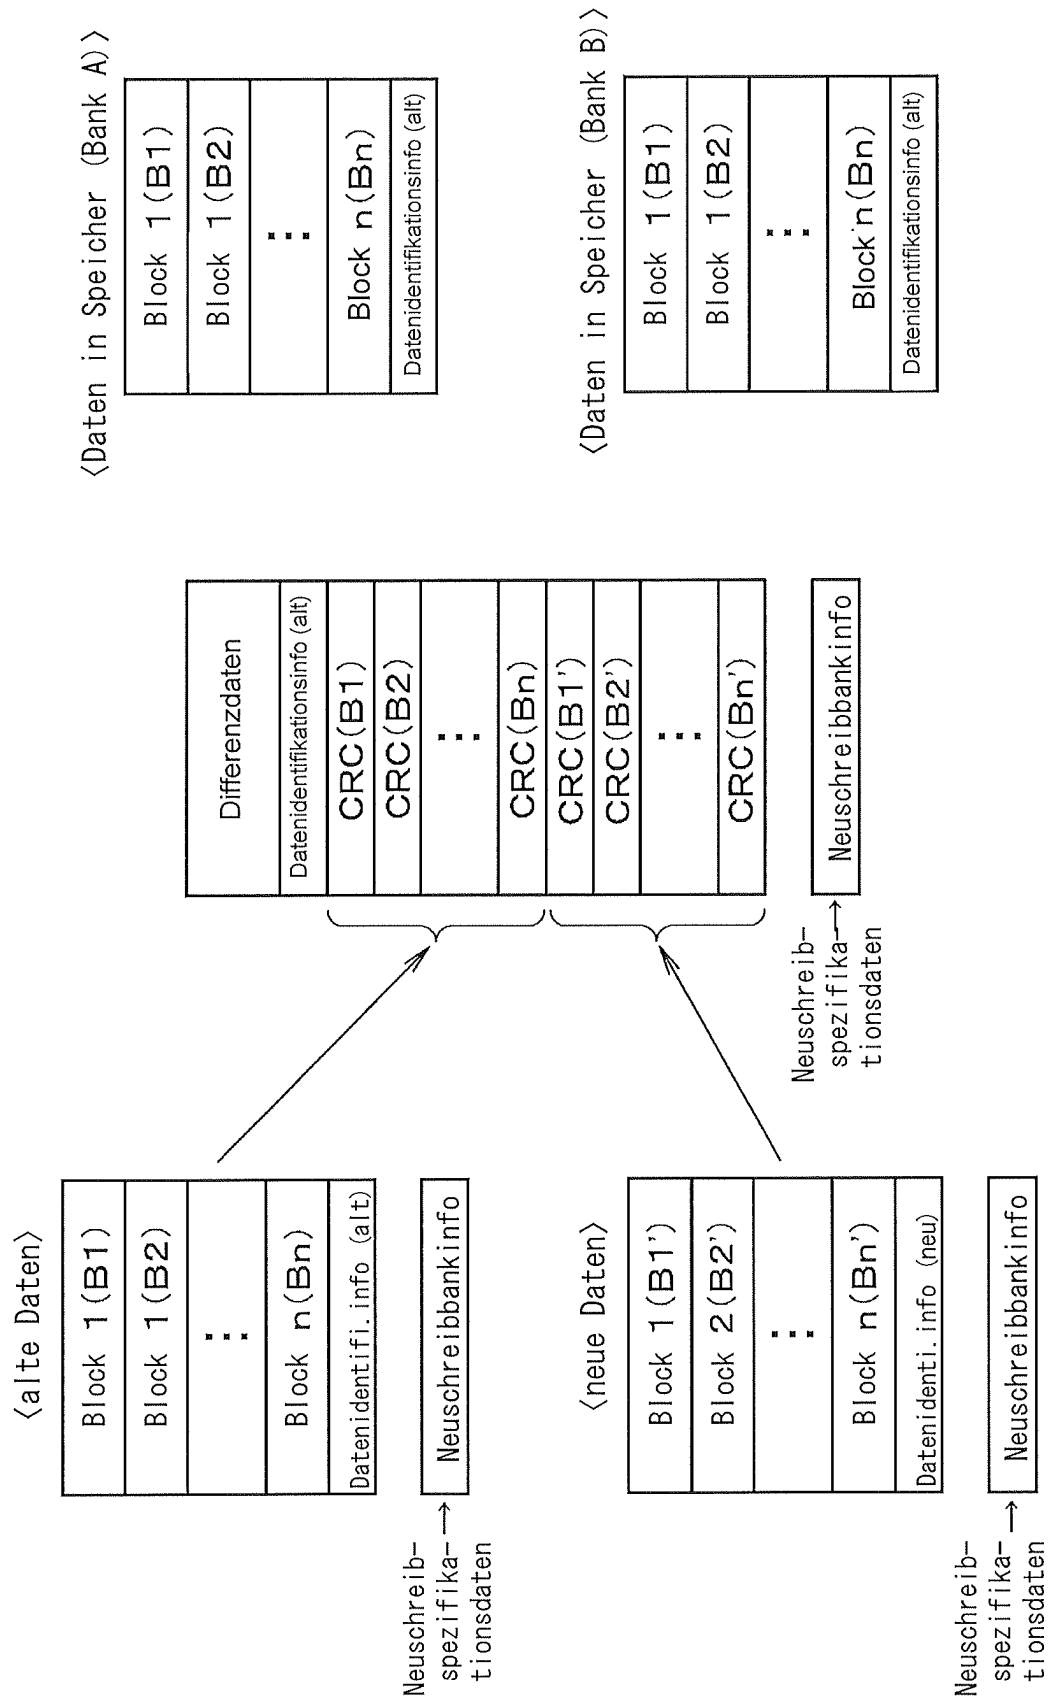 <alte Daten>
Block 1(B1)
Block 1(B2)
⋮
Block n(Bn)
Datenidentifi.info (alt)
Neuschreib-
spezifika-
tionsdaten
Neuschreibbankinfo
<neue Daten>
Block 1(B1')
Block 2(B2')
⋮
Block n(Bn')
Datenidenti.info (neu)
Neuschreib-
spezifika-
tionsdaten
Neuschreibbankinfo
Differenzdaten
Datenidentifikationsinfo (alt)
CRC(B1)
CRC(B2)
⋮
CRC(Bn)
CRC(B1')
CRC(B2')
⋮
CRC(Bn')
Neuschreib-
spezifika-
tionsdaten
Neuschreibbankinfo
<Daten in Speicher (Bank A)>
Block 1(B1)
Block 1(B2)
⋮
Block n(Bn)
Datenidentifikationsinfo (alt)
<Daten in Speicher (Bank B)>
Block 1(B1)
Block 1(B2)
⋮
Block n(Bn)
Datenidentifikationsinfo (alt)